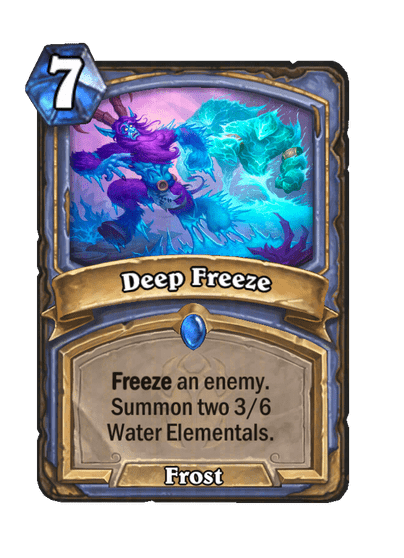 7
Deep Freeze
Freeze an enemy.
Summon two 3/6
Water Elementals.
Frost